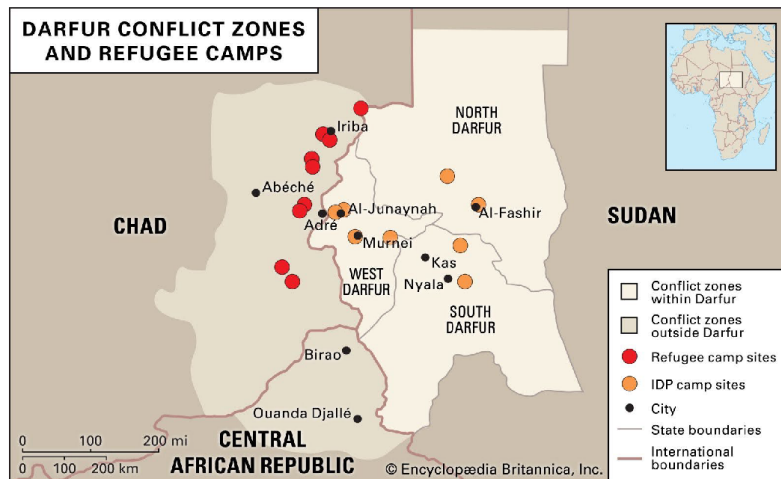 DARFUR CONFLICT ZONES
AND REFUGEE CAMPS
NORTH
DARFUR
Iriba
Abéché
CHAD
Adré
Al-Junaynah
Al-Fashir
SUDAN
Murnei
Kas
WEST
DARFUR
Nyala
SOUTH
DARFUR
Birao
Ouanda Djallé
CENTRAL
AFRICAN REPUBLIC
0 100 200 mi
0 100 200 km
Conflict zones
within Darfur
Conflict zones
outside Darfur
Refugee camp sites
IDP camp sites
City
State boundaries
International
boundaries
© Encyclopædia Britannica, Inc.